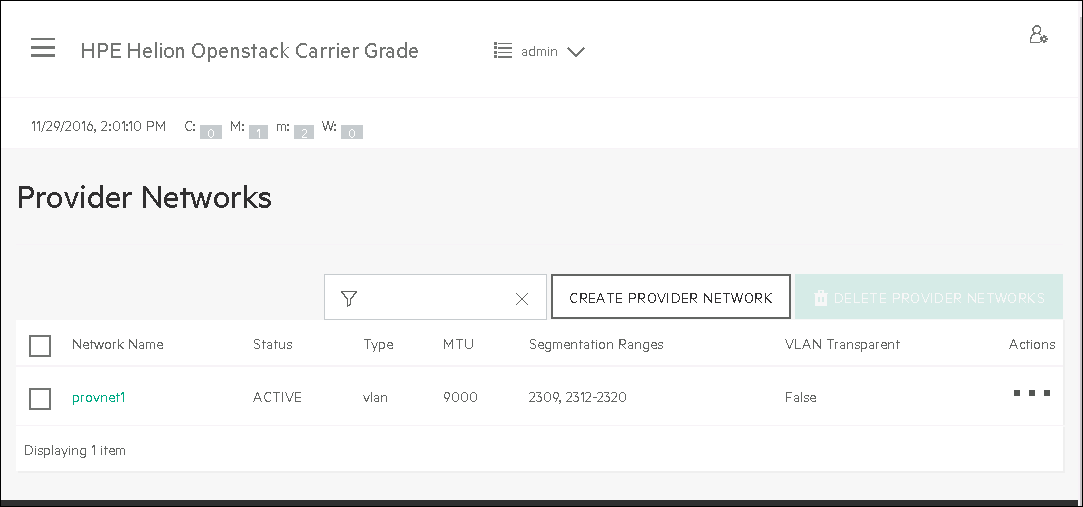 HPE Helion Openstack Carrier Grade admin
11/29/2016, 2:01:10 PM C: 0 M: 1 m: 2 W: 0
Provider Networks
CREATE PROVIDER NETWORK DELETE PROVIDER NETWORKS
Network Name Status Type MTU Segmentation Ranges VLAN Transparent Actions
provnet1 ACTIVE vlan 9000 2309, 2312-2320 False
Displaying 1 item